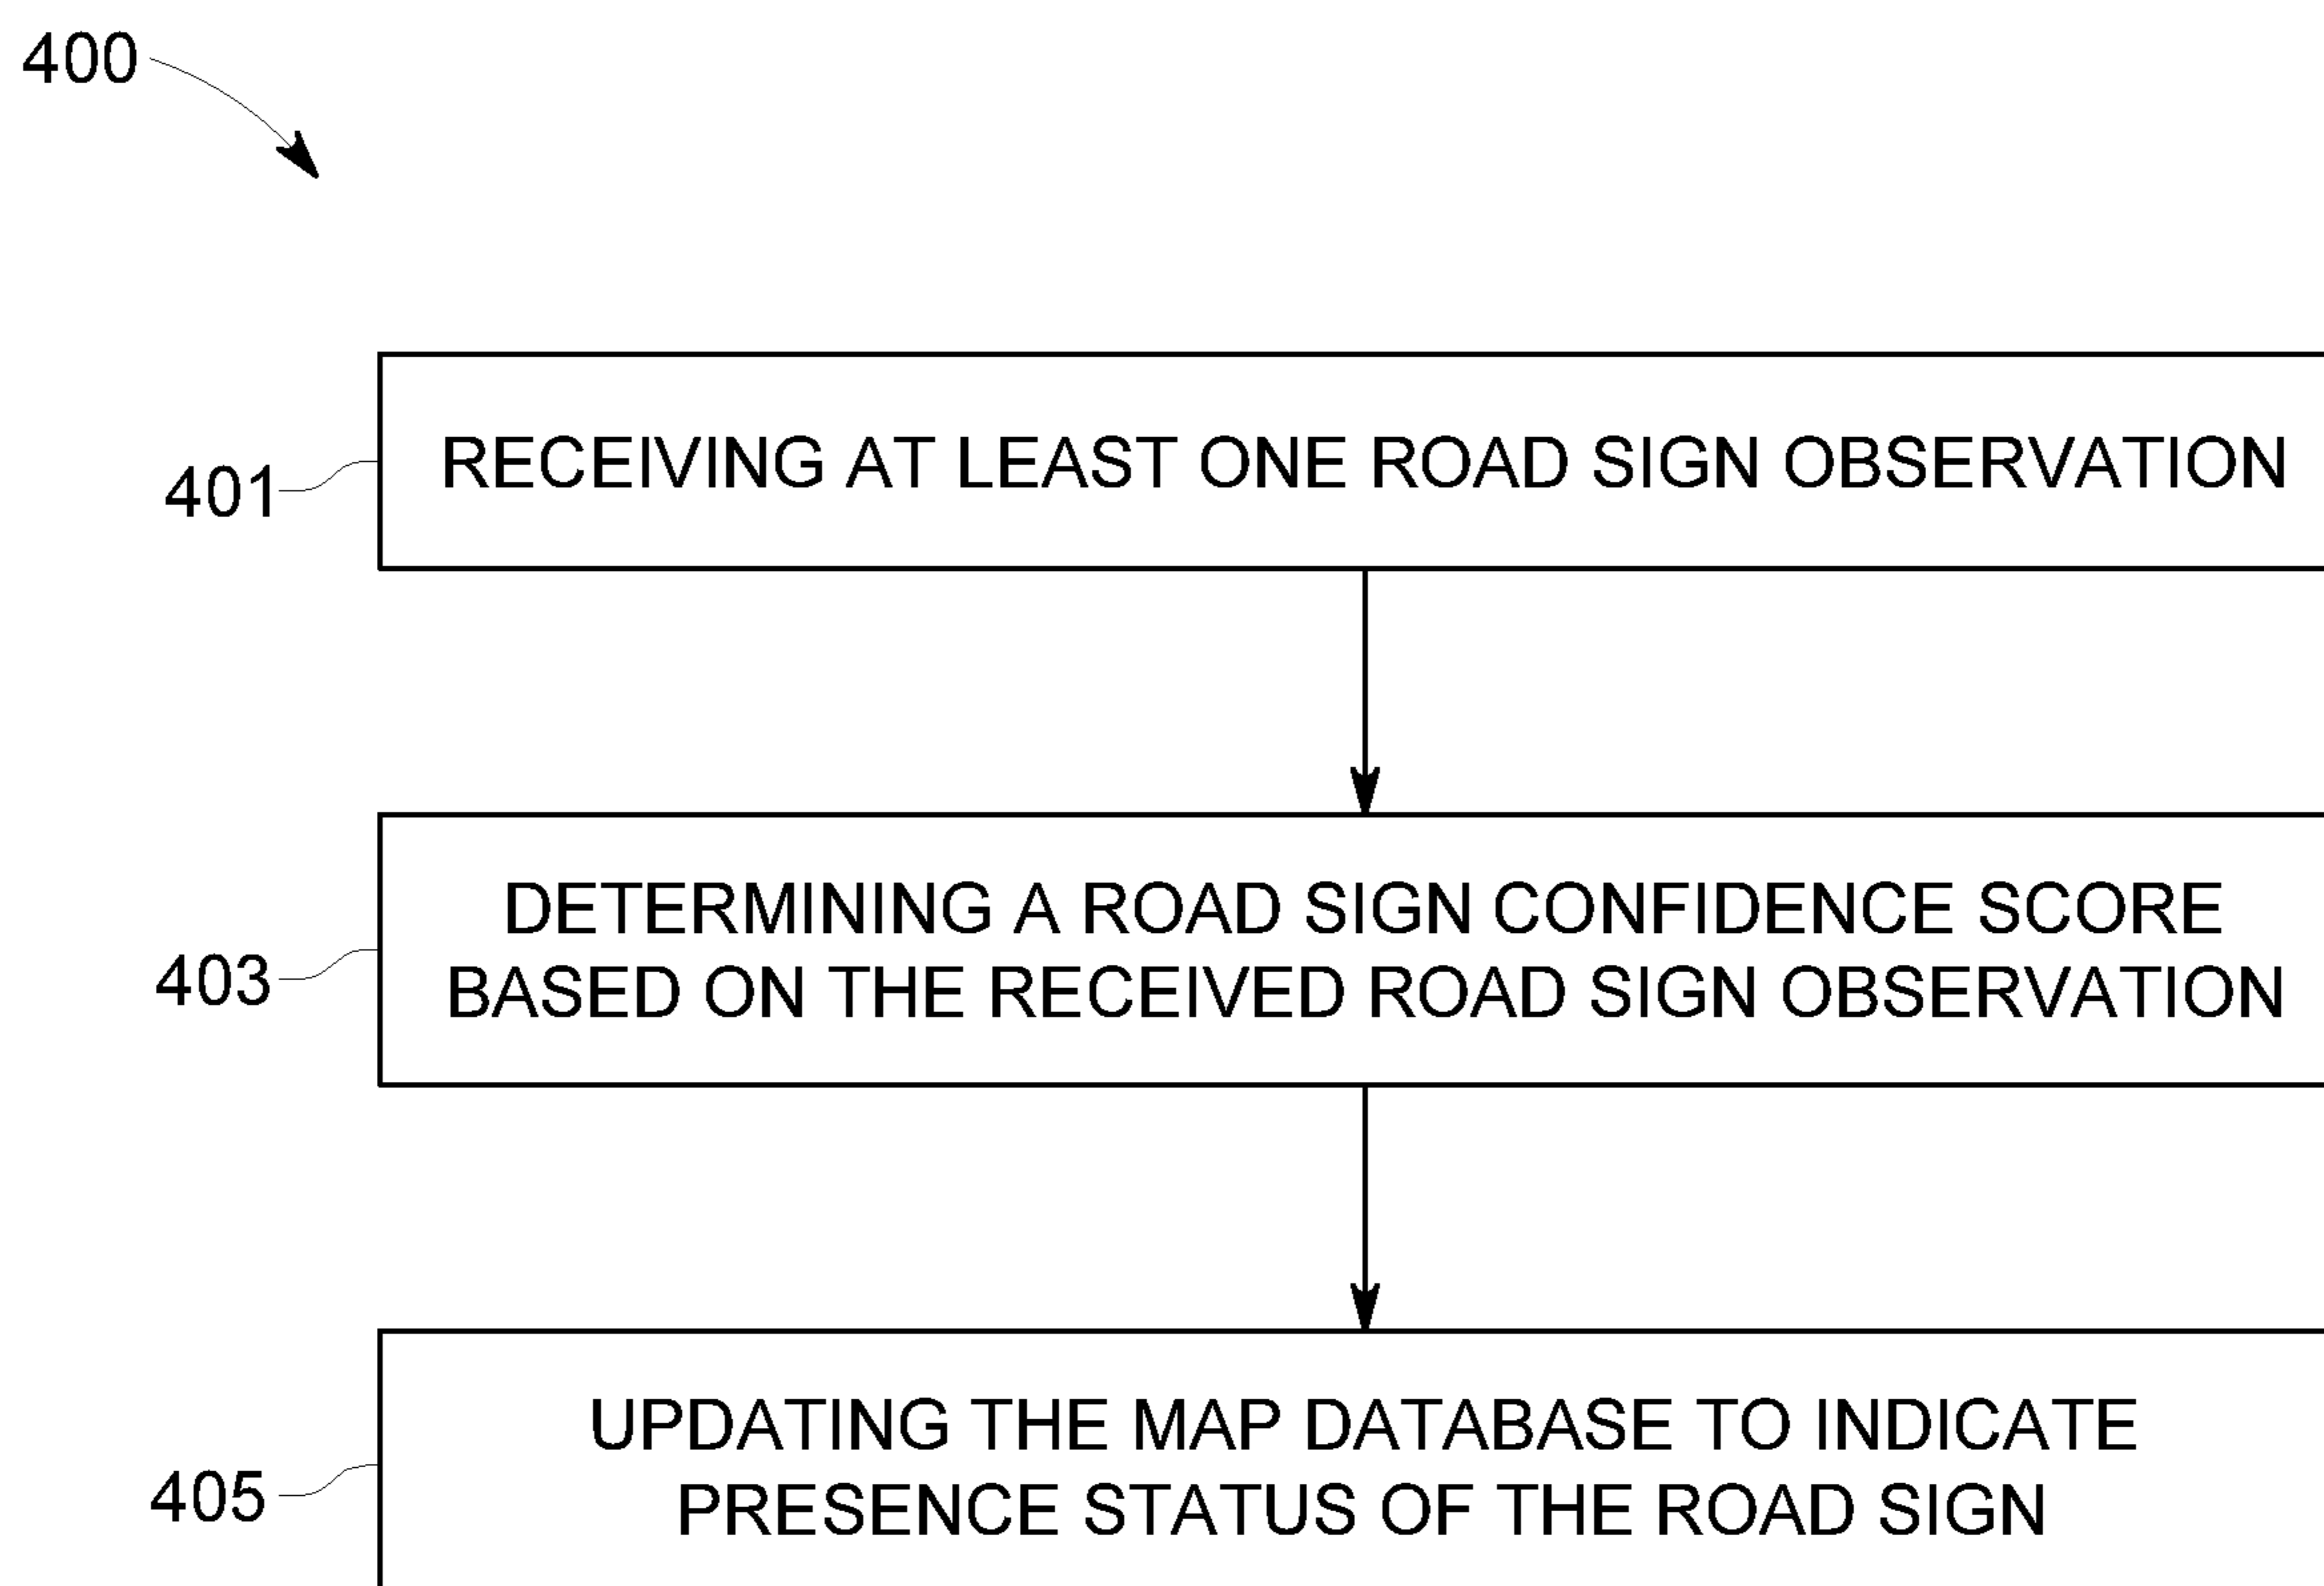 400
401
RECEIVING AT LEAST ONE ROAD SIGN OBSERVATION
403
DETERMINING A ROAD SIGN CONFIDENCE SCORE
BASED ON THE RECEIVED ROAD SIGN OBSERVATION
405
UPDATING THE MAP DATABASE TO INDICATE
PRESENCE STATUS OF THE ROAD SIGN